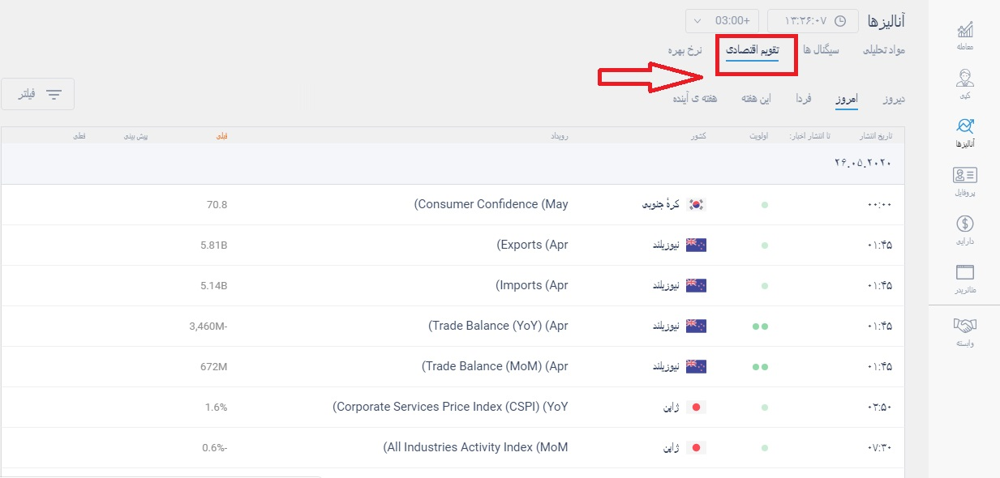 آنالیزها
۱۳:۲۶:۰۷
+03:00
مواد تحلیلی
سیگنال ها
تقویم اقتصادی
نرخ بهره
دیروز
امروز
فردا
این هفته
هفته ی آینده
فیلتر
تاریخ انتشار
تا انتشار اخبار:
اولویت
کشور
رویداد
قبلی
پیش بینی
فعلی
۲۶.۰۵.۲۰۲۰
۰۰:۰۰ کرهٔ جنوبی (Consumer Confidence (May 70.8
۰۱:۴۵ نیوزیلند (Exports (Apr 5.81B
۰۱:۴۵ نیوزیلند (Imports (Apr 5.14B
۰۱:۴۵ نیوزیلند (Trade Balance (YoY) (Apr 3,460M-
۰۱:۴۵ نیوزیلند (Trade Balance (MoM) (Apr 672M
۰۲:۵۰ ژاپن (Corporate Services Price Index (CSPI) (YoY 1.6%
۰۷:۳۰ ژاپن (All Industries Activity Index (MoM 0.6%-
معامله
کپی
آنالیزها
پروفایل
دارایی
متاتریدر
وابسته